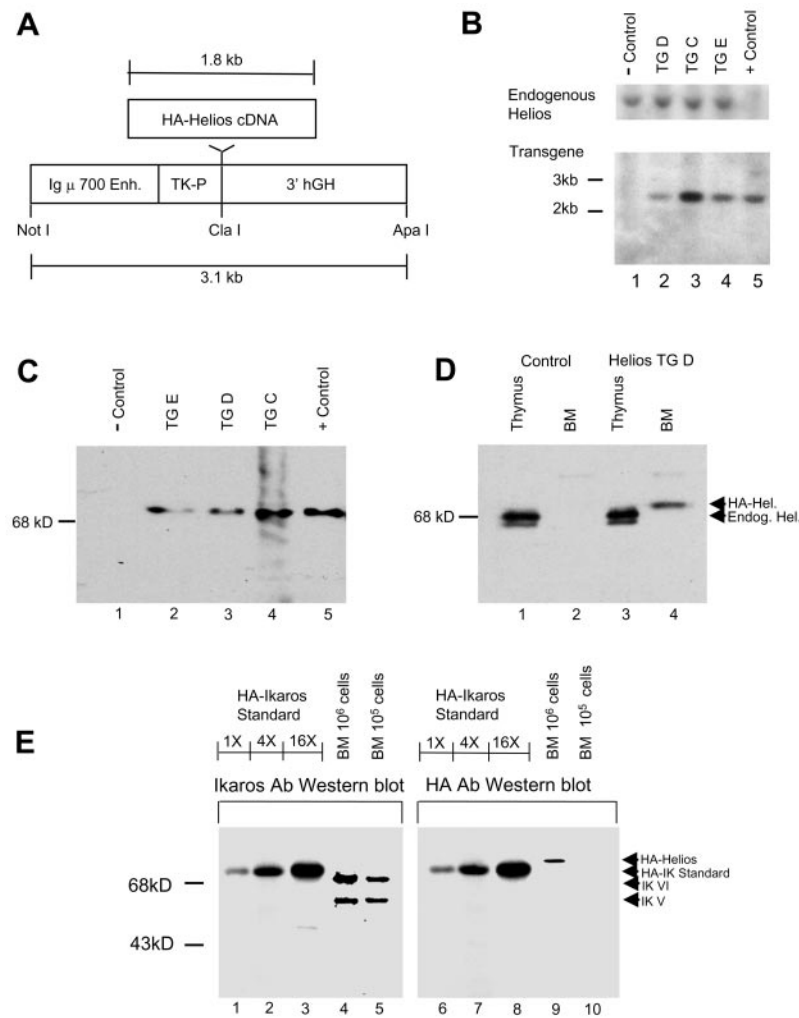 A
1.8 kb
HA-Helios cDNA
Ig μ 700 Enh.
TK-P
3' hGH
Not I
Cla I
Apa I
3.1 kb
B
- Control
TG D
TG C
TG E
+ Control
Endogenous
Helios
Transgene
3kb
2kb
1 2 3 4 5
C
- Control
TG E
TG D
TG C
+ Control
68 kD
1 2 3 4 5
D
Control
Helios TG D
Thymus
BM
Thymus
BM
68 kD
HA-Hel.
Endog. Hel.
1 2 3 4
E
HA-Ikaros
Standard
1X 4X 16X
BM 10⁶ cells
BM 10⁵ cells
Ikaros Ab Western blot
HA-Ikaros
Standard
1X 4X 16X
BM 10⁶ cells
BM 10⁵ cells
HA Ab Western blot
68kD
43kD
HA-Helios
HA-IK Standard
IK VI
IK V
1 2 3 4 5
6 7 8 9 10